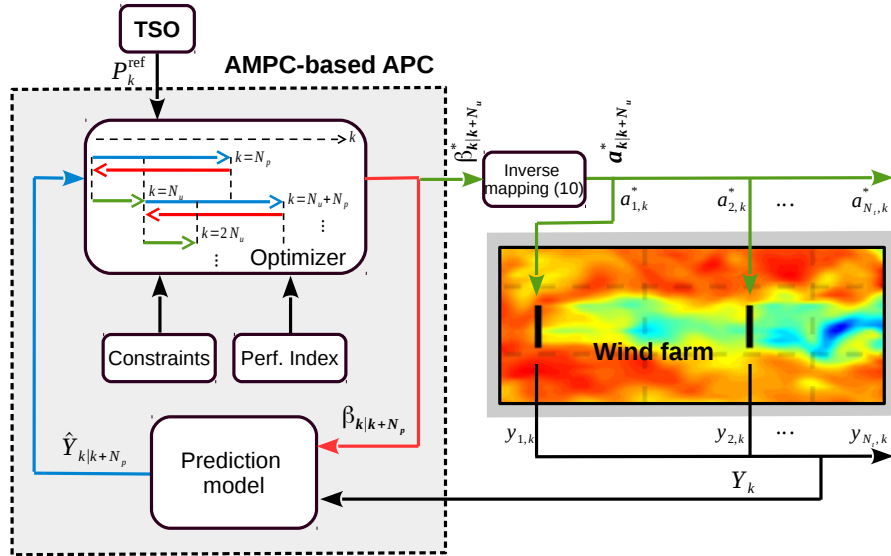 TSO
P_k^ref
AMPC-based APC
k
k=N_p
k=N_u
k=N_u+N_p
k=2N_u
⋮
⋮
Optimizer
Constraints
Perf. Index
Ŷ_{k|k+N_p}
Prediction
model
β_{k|k+N_p}
β*_{k|k+N_u}
Inverse
mapping (10)
a*_{k|k+N_u}
a*_{1,k}
a*_{2,k}
...
a*_{N_t,k}
Wind farm
y_{1,k}
y_{2,k}
...
y_{N_t,k}
Y_k